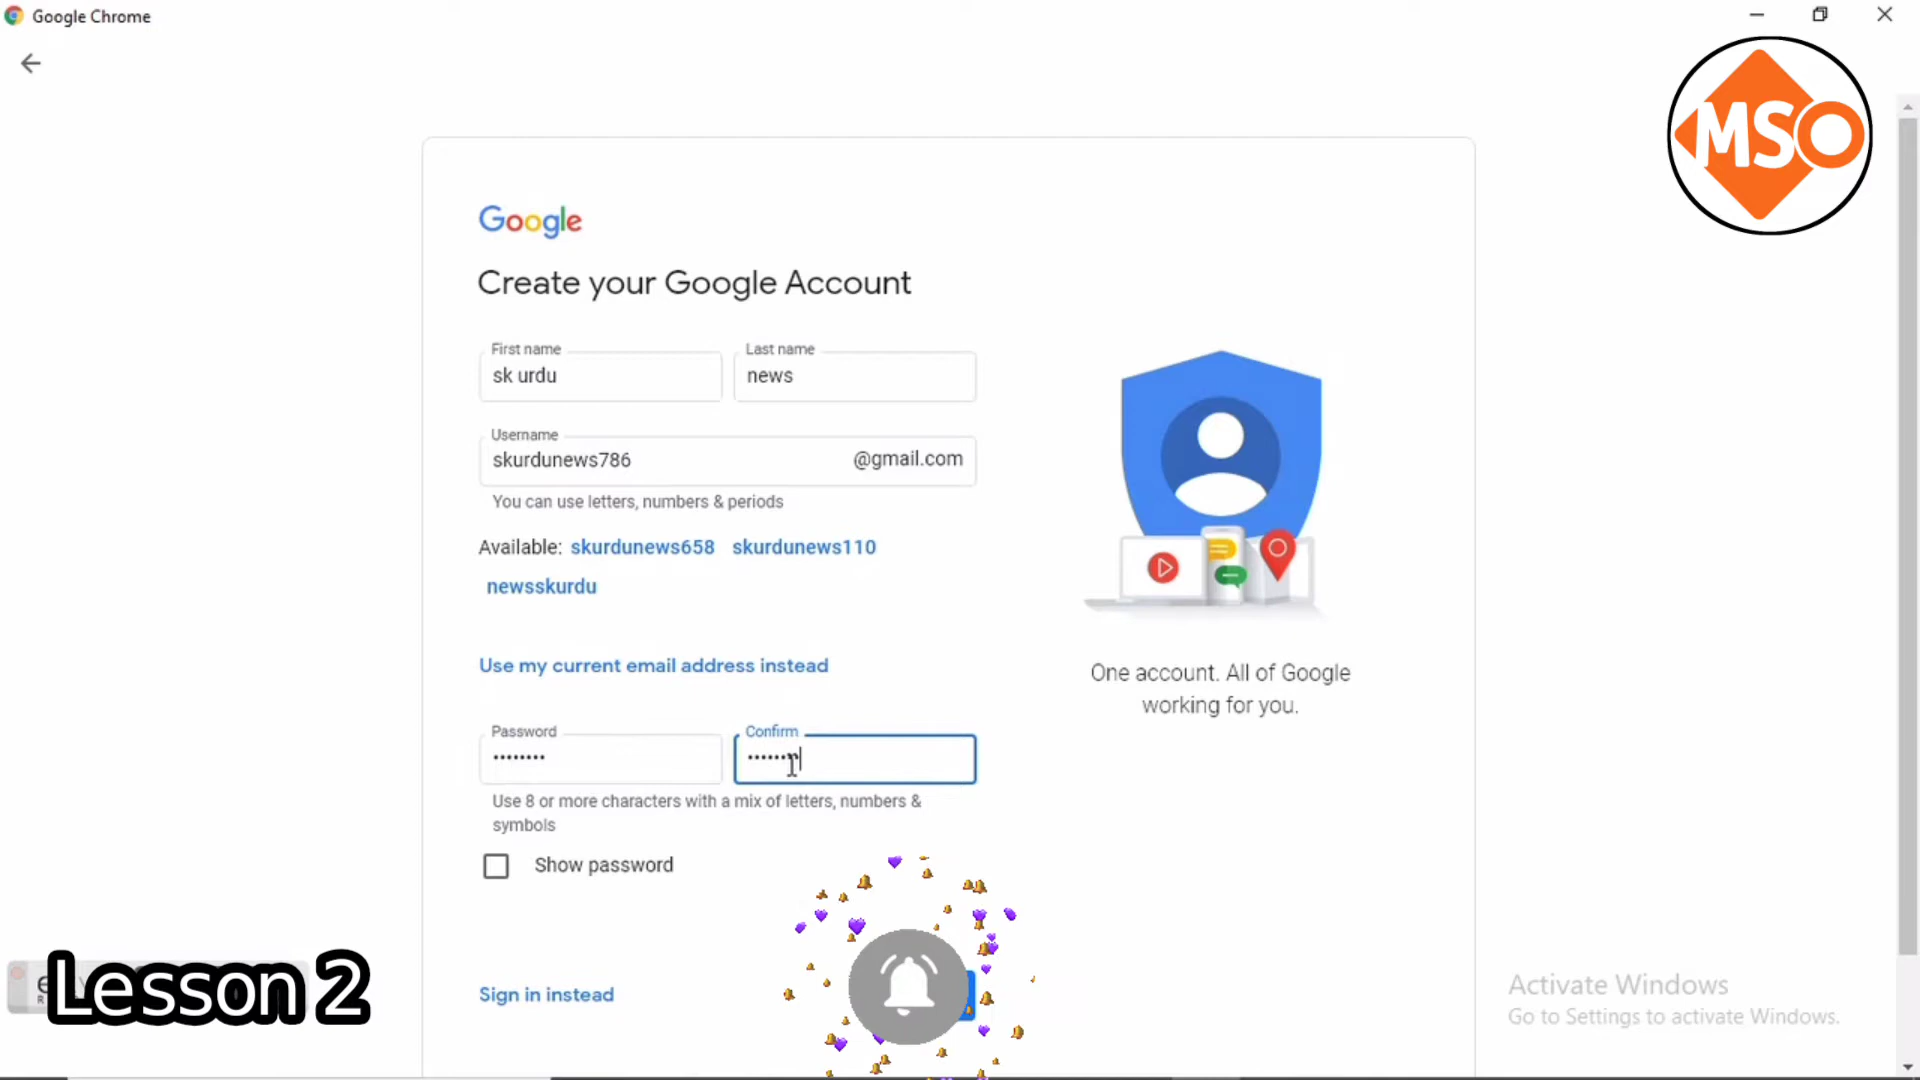 Google Chrome
MSO
Google
Create your Google Account
First name
Last name
sk urdu
news
Username
skurdunews786
@gmail.com
You can use letters, numbers & periods
Available: skurdunews658 skurdunews110
newsskurdu
Use my current email address instead
Password
Confirm
Use 8 or more characters with a mix of letters, numbers &
symbols
Show password
Sign in instead
One account. All of Google
working for you.
Lesson 2
Activate Windows
Go to Settings to activate Windows.